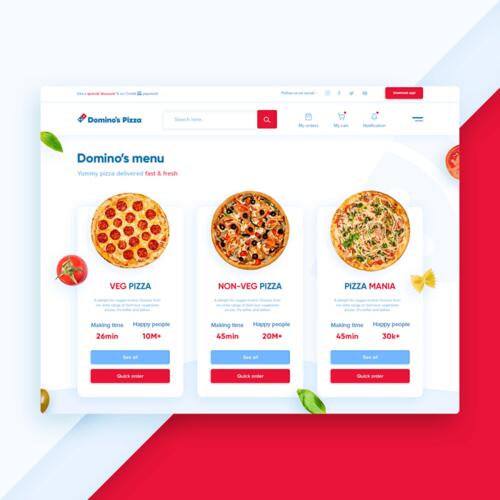 Get a special discount % on Credit payment
Follow us on social :
Download app!
Domino's Pizza
Search here..
My orders
My cart
Notification
Domino's menu
Yummy pizza delivered fast & fresh
VEG PIZZA
NON-VEG PIZZA
PIZZA MANIA
A delight for veggie lovers! Choose from
our wide range of delicious vegetarian
pizzas, it's softer and tastier
A delight for veggie lovers! Choose from
our wide range of delicious vegetarian
pizzas, it's softer and tastier
A delight for veggie lovers! Choose from
our wide range of delicious vegetarian
pizzas, it's softer and tastier
Making time Happy people
26min 10M+
Making time Happy people
45min 20M+
Making time Happy people
45min 30k+
See all
See all
See all
Quick order
Quick order
Quick order